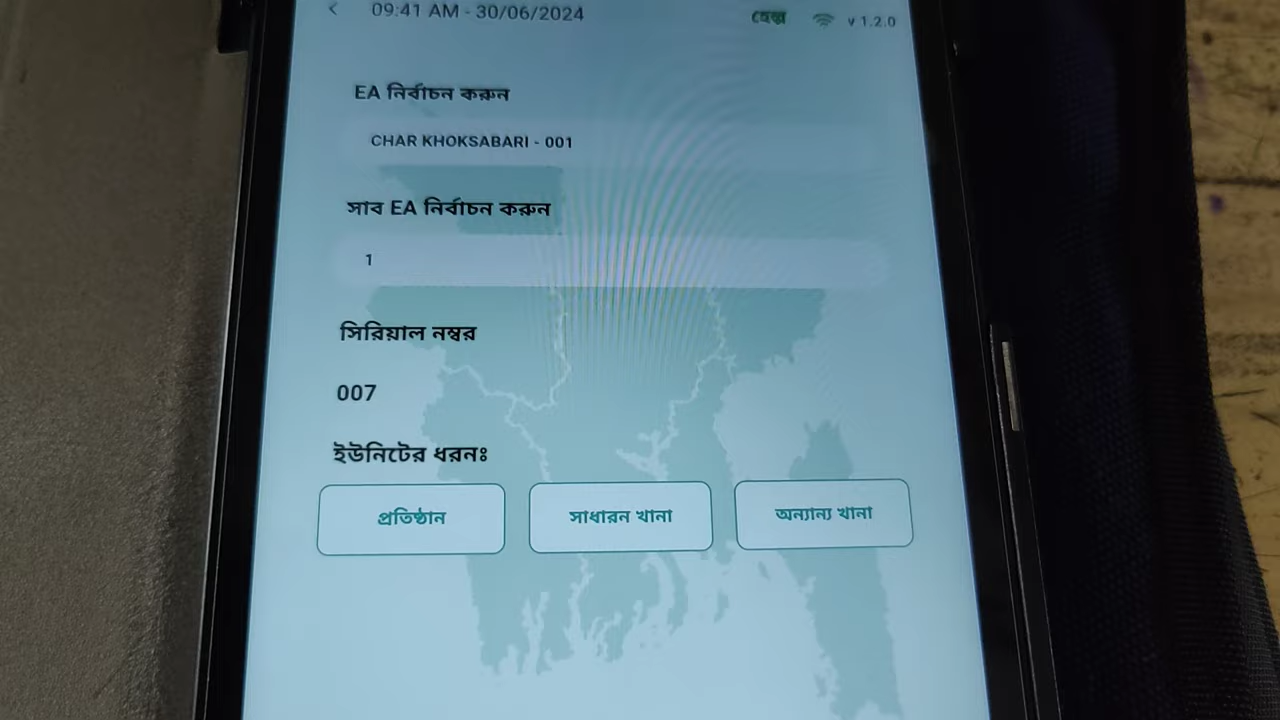 < 09:41 AM - 30/06/2024 হেল্প v 1.2.0
EA নির্বাচন করুন
CHAR KHOKSABARI - 001
সাব EA নির্বাচন করুন
1
সিরিয়াল নম্বর
007
ইউনিটের ধরনঃ
প্রতিষ্ঠান সাধারন খানা অন্যান্য খানা